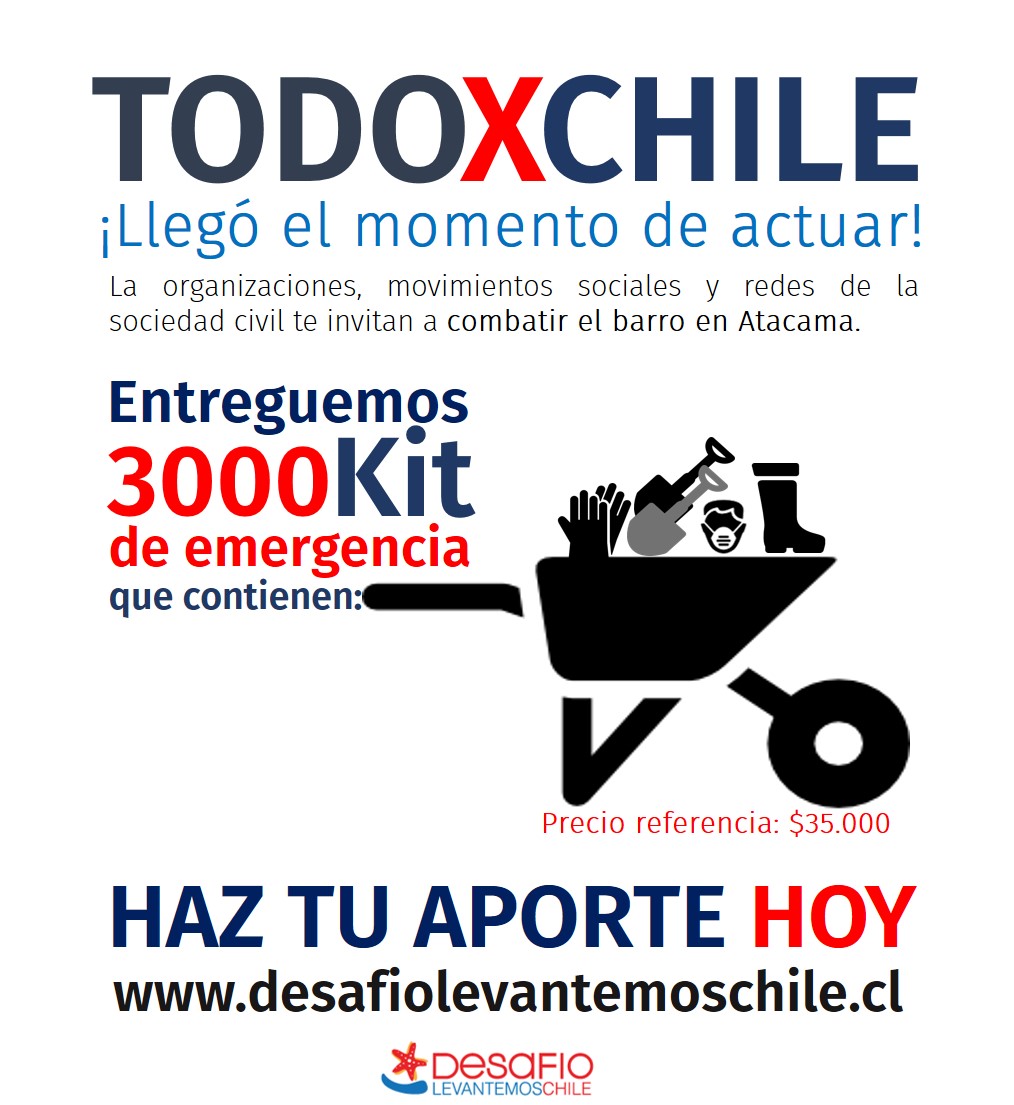 TODOXCHILE
¡Llegó el momento de actuar!
La organizaciones, movimientos sociales y redes de la
sociedad civil te invitan a combatir el barro en Atacama.
Entreguemos
3000Kit
de emergencia
que contienen:
Precio referencia: $35.000
HAZ TU APORTE HOY
www.desafiolevantemoschile.cl
DesaFIO
LEVANTEMOSCHILE